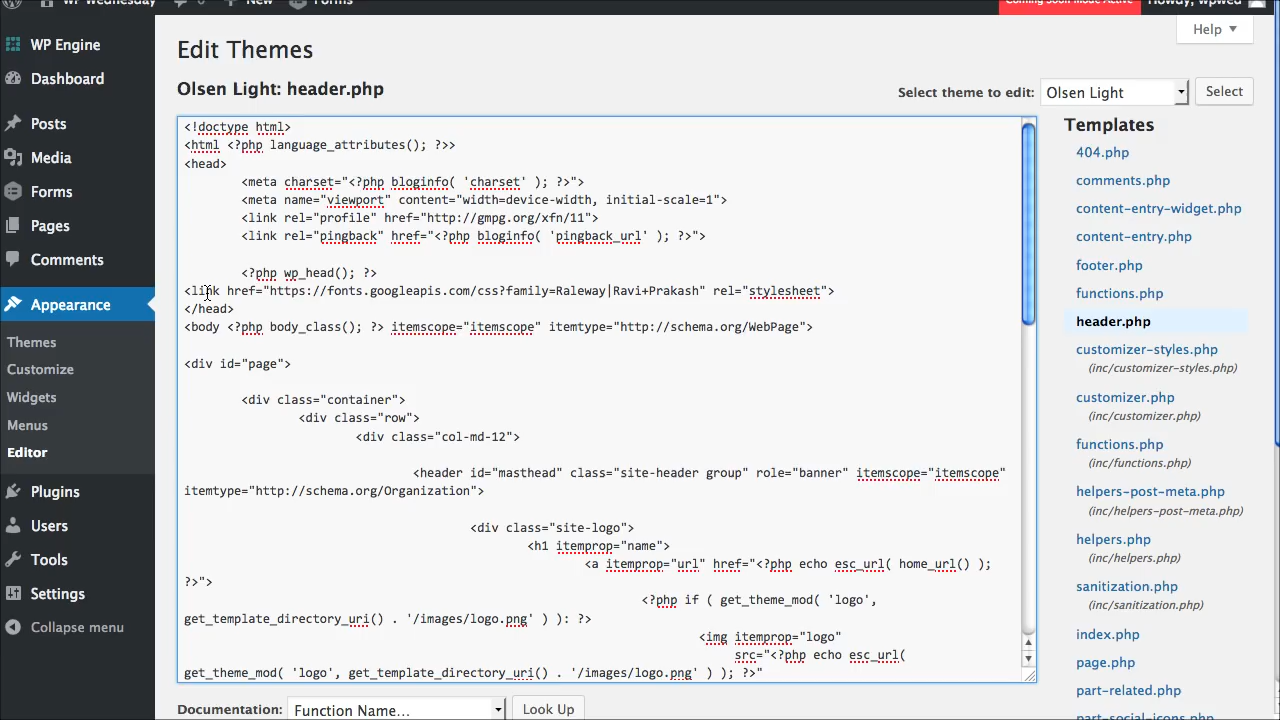 WP Wednesday
0
New
Forms
Coming Soon Mode Active
Howdy, wpwed
Help
WP Engine
Dashboard
Posts
Media
Forms
Pages
Comments
Appearance
Themes
Customize
Widgets
Menus
Editor
Plugins
Users
Tools
Settings
Collapse menu
Edit Themes
Olsen Light: header.php
Select theme to edit: Olsen Light Select
<!doctype html>
<html <?php language_attributes(); ?>>
<head>
<meta charset="<?php bloginfo( 'charset' ); ?>">
<meta name="viewport" content="width=device-width, initial-scale=1">
<link rel="profile" href="http://gmpg.org/xfn/11">
<link rel="pingback" href="<?php bloginfo( 'pingback_url' ); ?>">
<?php wp_head(); ?>
<link href="https://fonts.googleapis.com/css?family=Raleway|Ravi+Prakash" rel="stylesheet">
</head>
<body <?php body_class(); ?> itemscope="itemscope" itemtype="http://schema.org/WebPage">
<div id="page">
<div class="container">
<div class="row">
<div class="col-md-12">
<header id="masthead" class="site-header group" role="banner" itemscope="itemscope"
itemtype="http://schema.org/Organization">
<div class="site-logo">
<h1 itemprop="name">
<a itemprop="url" href="<?php echo esc_url( home_url() );
?>">
<?php if ( get_theme_mod( 'logo',
get_template_directory_uri() . '/images/logo.png' ) ): ?>
<img itemprop="logo"
src="<?php echo esc_url(
get_theme_mod( 'logo', get_template_directory_uri() . '/images/logo.png' ) ); ?>"
Documentation: Function Name... Look Up
Templates
404.php
comments.php
content-entry-widget.php
content-entry.php
footer.php
functions.php
header.php
customizer-styles.php
(inc/customizer-styles.php)
customizer.php
(inc/customizer.php)
functions.php
(inc/functions.php)
helpers-post-meta.php
(inc/helpers-post-meta.php)
helpers.php
(inc/helpers.php)
sanitization.php
(inc/sanitization.php)
index.php
page.php
part-related.php
part-social-icons.php